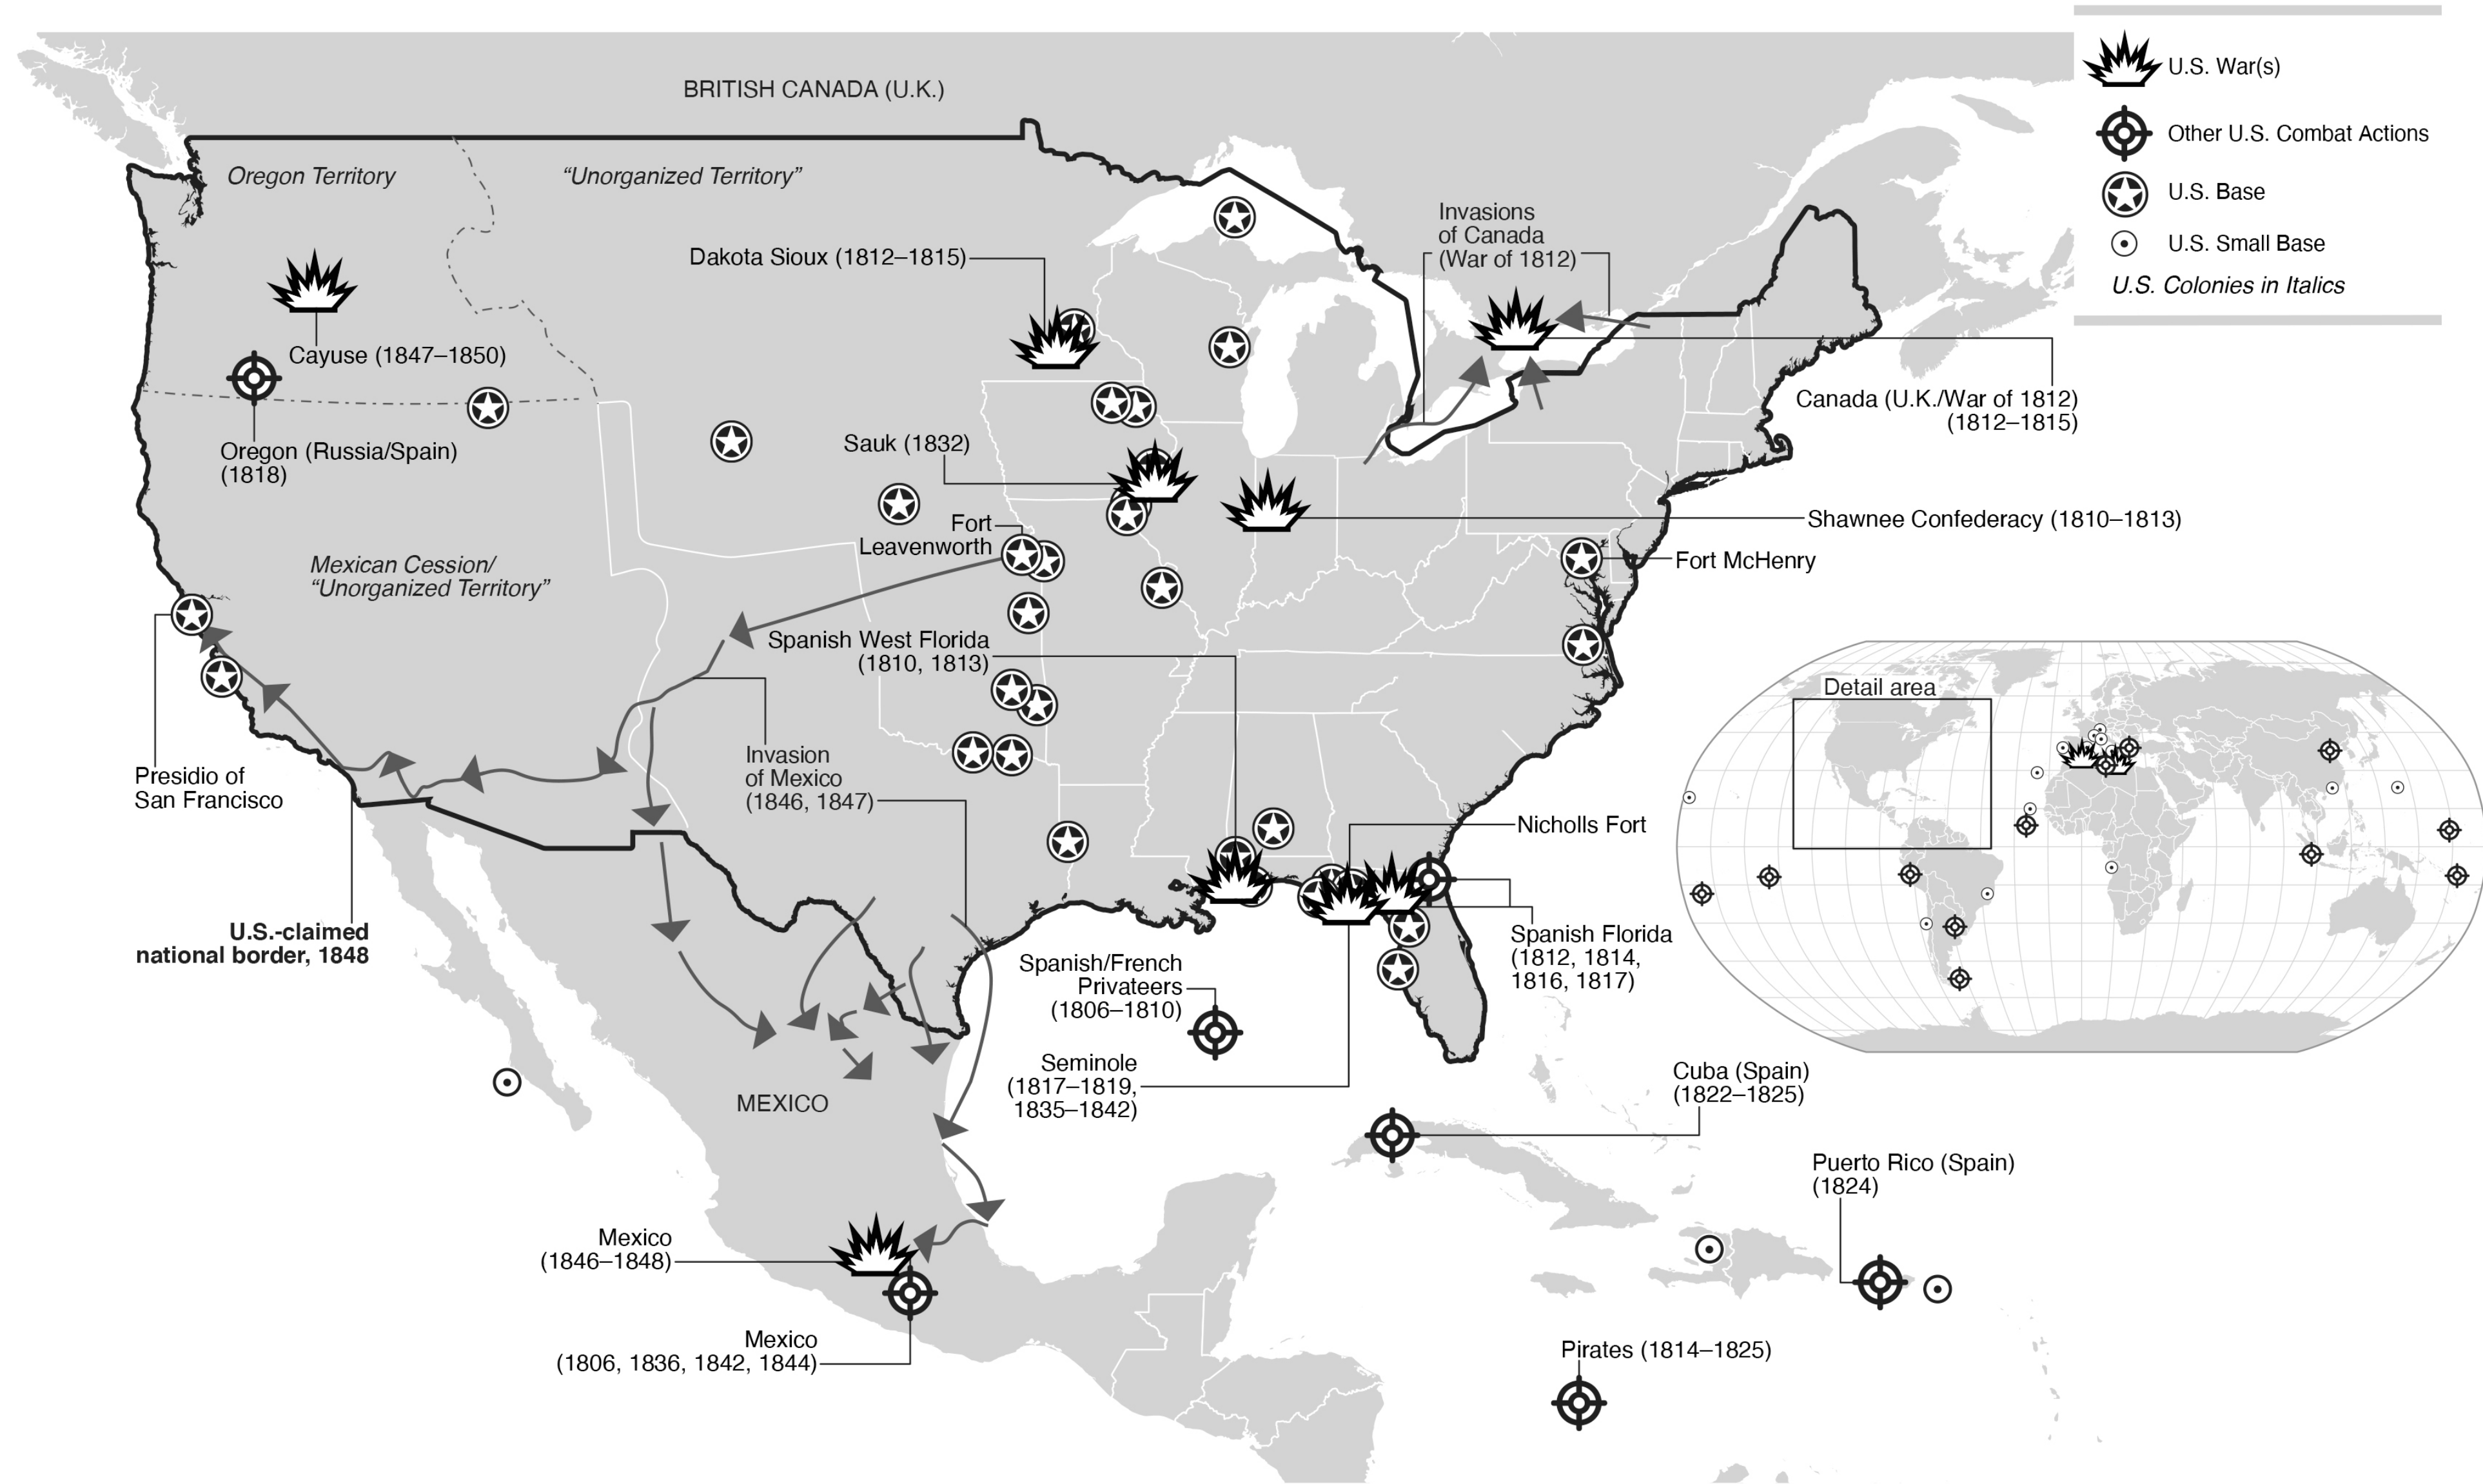 BRITISH CANADA (U.K.)
U.S. War(s)
Other U.S. Combat Actions
U.S. Base
U.S. Small Base
U.S. Colonies in Italics
Oregon Territory
“Unorganized Territory”
Dakota Sioux (1812–1815)
Invasions
of Canada
(War of 1812)
Cayuse (1847–1850)
Oregon (Russia/Spain)
(1818)
Canada (U.K./War of 1812)
(1812–1815)
Sauk (1832)
Fort
Leavenworth
Shawnee Confederacy (1810–1813)
Fort McHenry
Mexican Cession/
“Unorganized Territory”
Spanish West Florida
(1810, 1813)
Detail area
Presidio of
San Francisco
Invasion
of Mexico
(1846, 1847)
Nicholls Fort
U.S.-claimed
national border, 1848
Spanish Florida
(1812, 1814,
1816, 1817)
Spanish/French
Privateers
(1806–1810)
Seminole
(1817–1819,
1835–1842)
MEXICO
Cuba (Spain)
(1822–1825)
Puerto Rico (Spain)
(1824)
Mexico
(1846–1848)
Mexico
(1806, 1836, 1842, 1844)
Pirates (1814–1825)